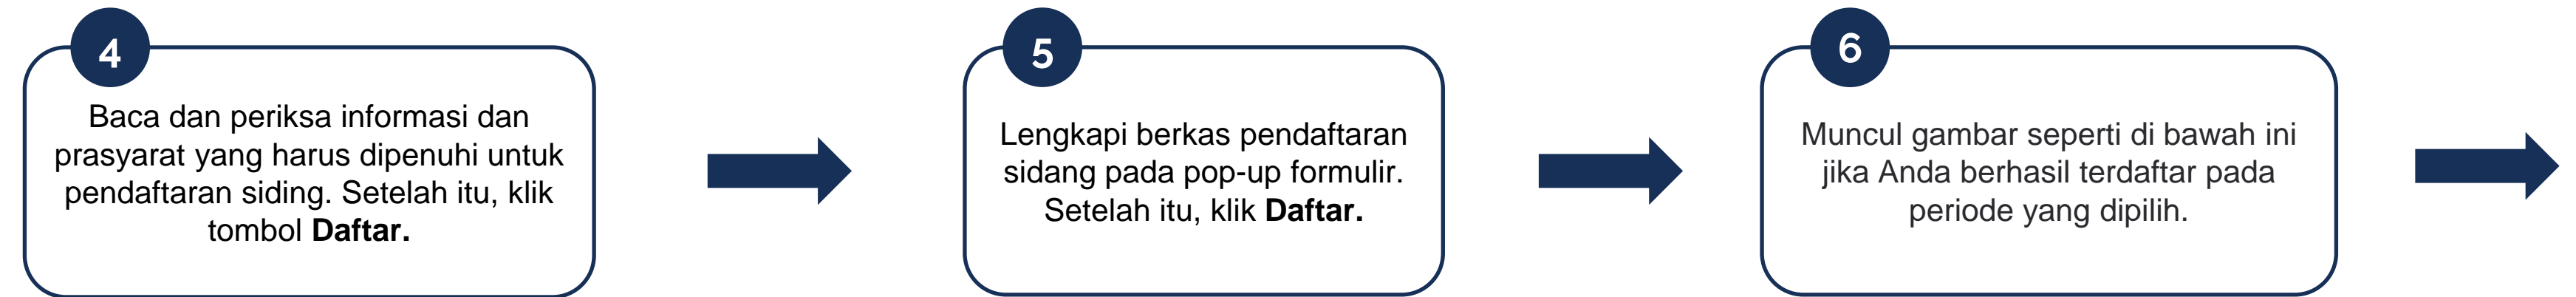 4
Baca dan periksa informasi dan
prasyarat yang harus dipenuhi untuk
pendaftaran siding. Setelah itu, klik
tombol Daftar.
5
Lengkapi berkas pendaftaran
sidang pada pop-up formulir.
Setelah itu, klik Daftar.
6
Muncul gambar seperti di bawah ini
jika Anda berhasil terdaftar pada
periode yang dipilih.